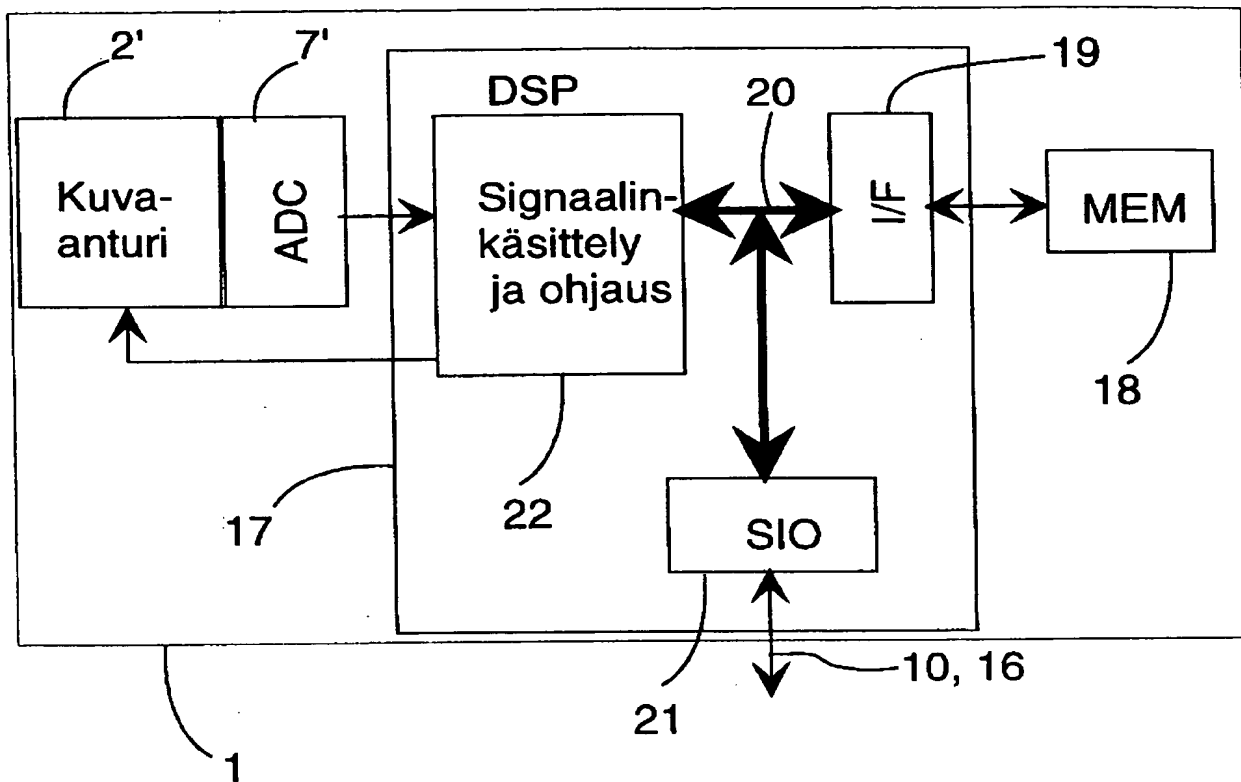 2'
7'
19
DSP
20
Kuva-
anturi
ADC
Signaalin-
käsittely
ja ohjaus
I/F
MEM
18
22
17
SIO
10, 16
21
1